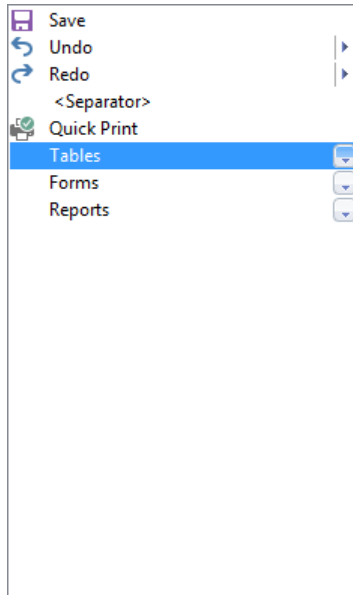 Save
Undo
Redo
<Separator>
Quick Print
Tables
Forms
Reports